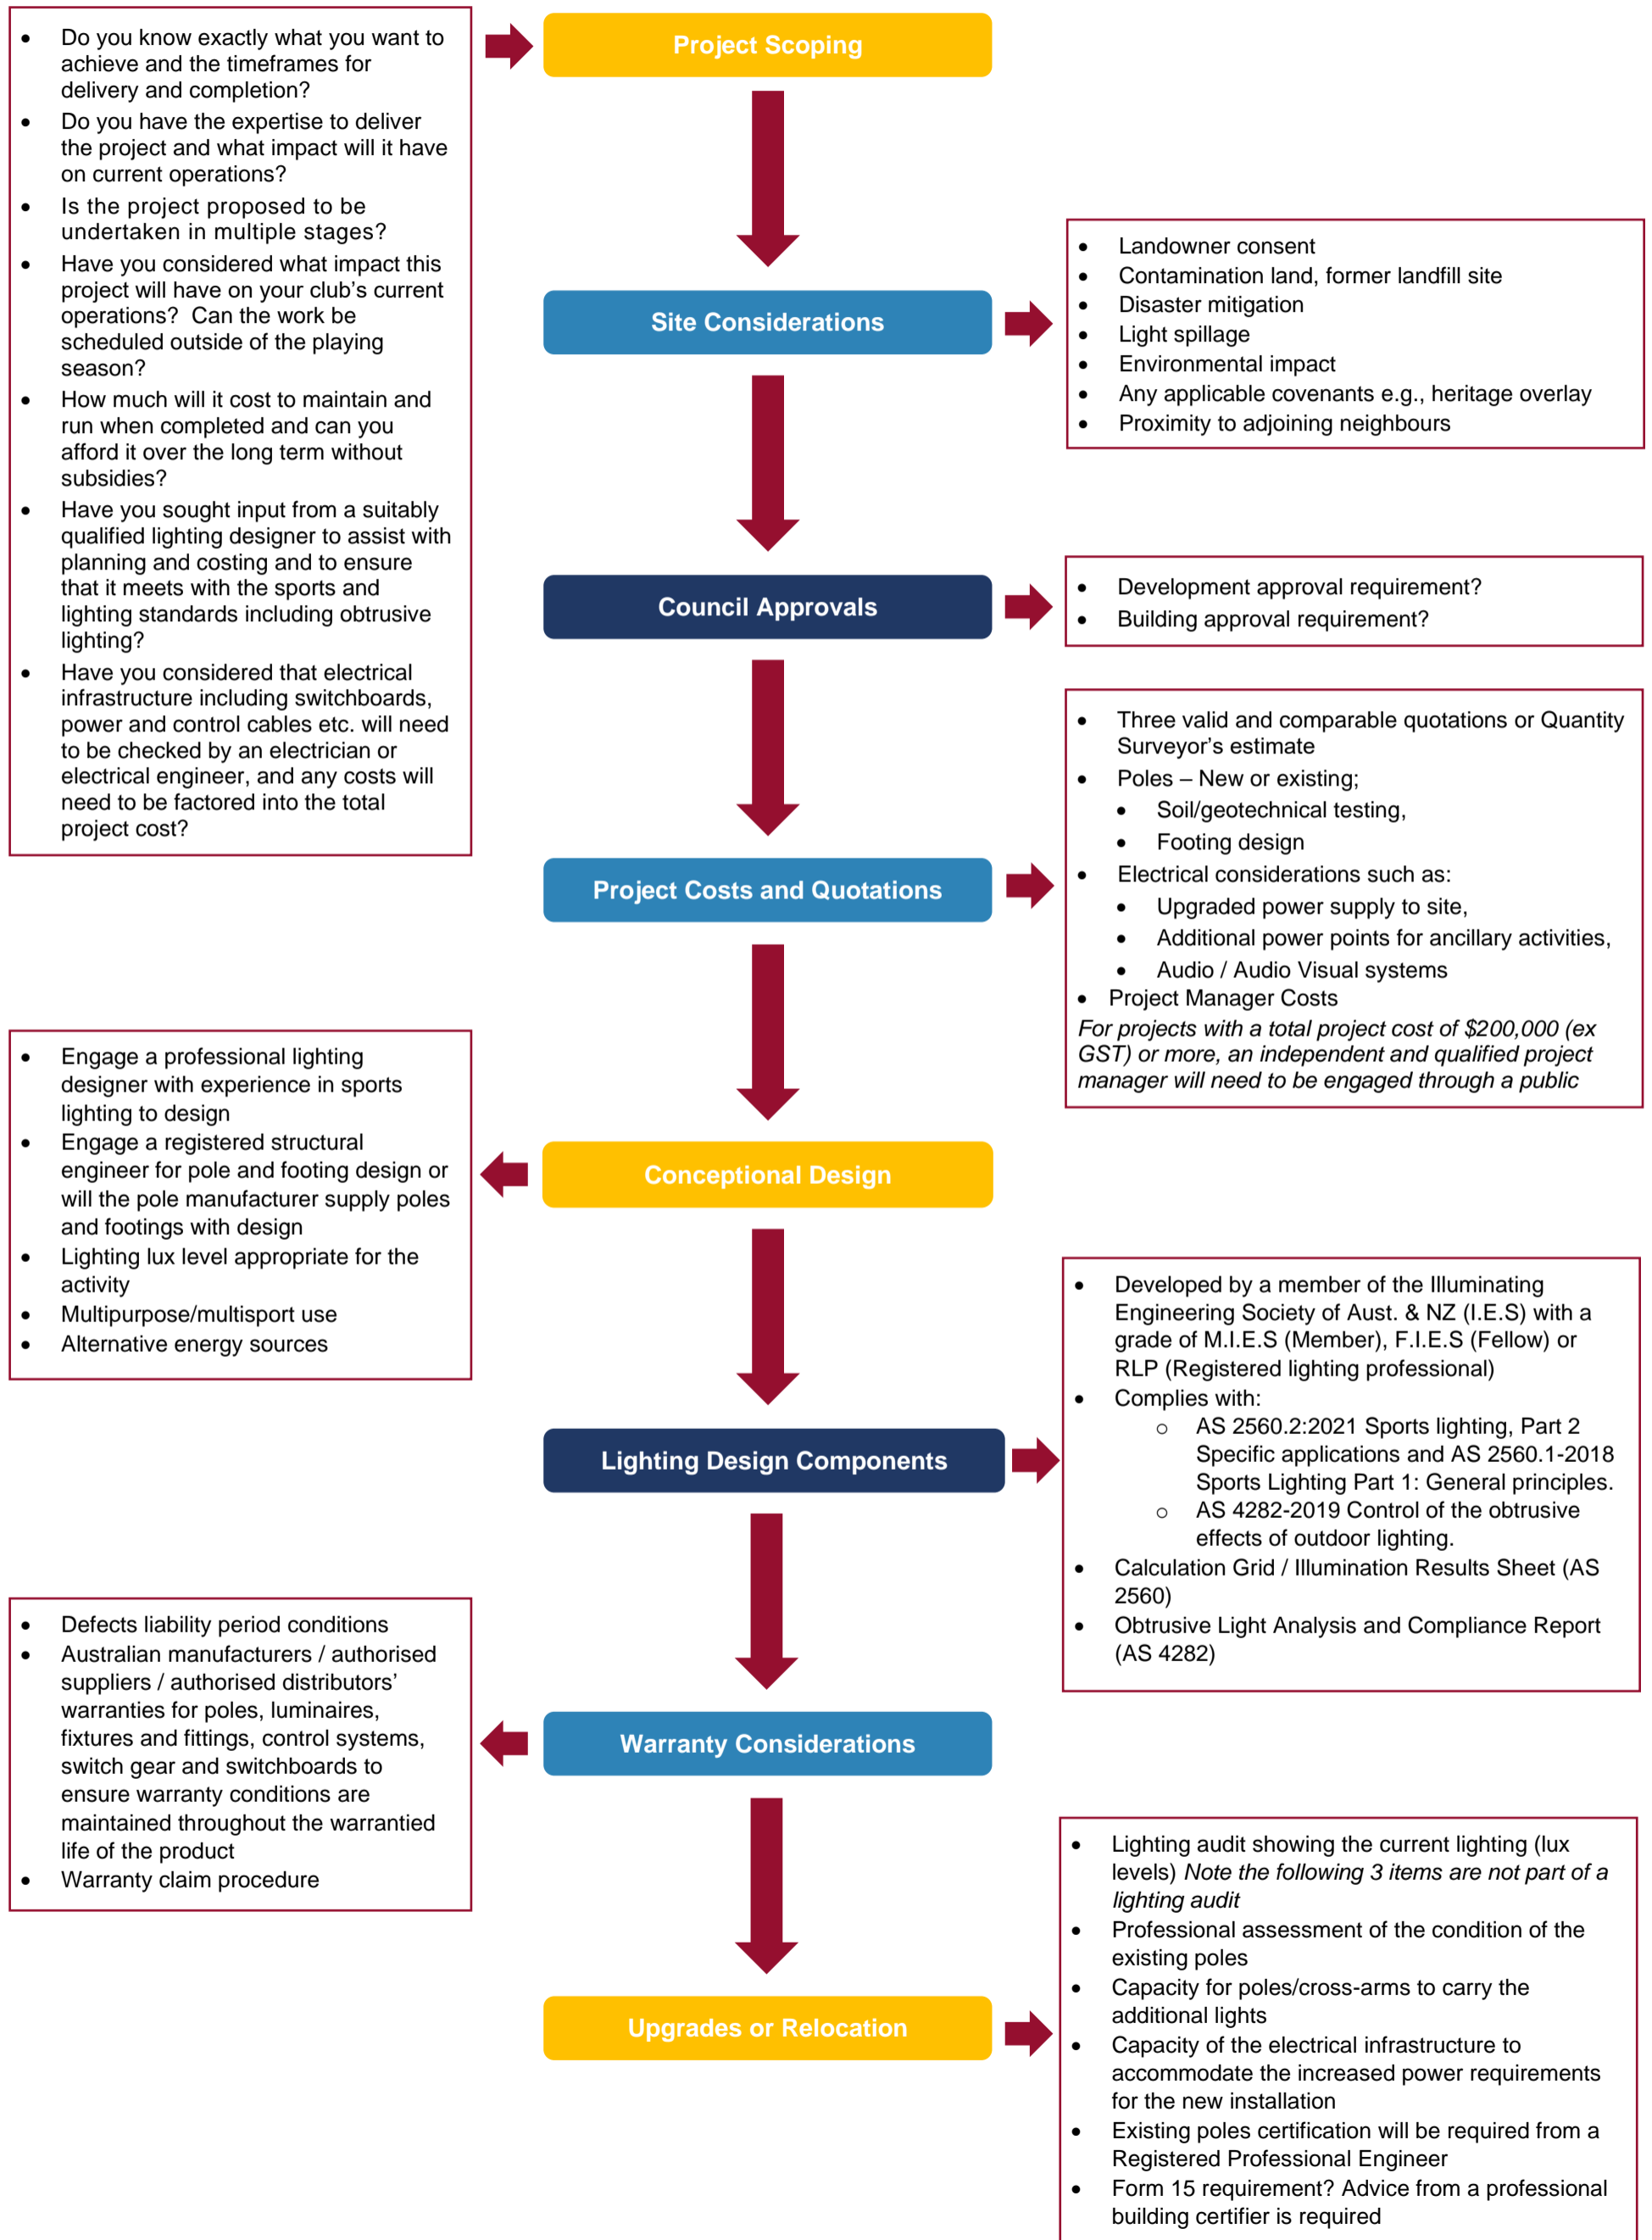 Project Scoping
• Do you know exactly what you want to
achieve and the timeframes for
delivery and completion?
• Do you have the expertise to deliver
the project and what impact will it have
on current operations?
• Is the project proposed to be
undertaken in multiple stages?
• Have you considered what impact this
project will have on your club's current
operations? Can the work be
scheduled outside of the playing
season?
• How much will it cost to maintain and
run when completed and can you
afford it over the long term without
subsidies?
• Have you sought input from a suitably
qualified lighting designer to assist with
planning and costing and to ensure
that it meets with the sports and
lighting standards including obtrusive
lighting?
• Have you considered that electrical
infrastructure including switchboards,
power and control cables etc. will need
to be checked by an electrician or
electrical engineer, and any costs will
need to be factored into the total
project cost?
Site Considerations
• Landowner consent
• Contamination land, former landfill site
• Disaster mitigation
• Light spillage
• Environmental impact
• Any applicable covenants e.g., heritage overlay
• Proximity to adjoining neighbours
Council Approvals
• Development approval requirement?
• Building approval requirement?
Project Costs and Quotations
• Three valid and comparable quotations or Quantity
Surveyor's estimate
• Poles – New or existing;
• Soil/geotechnical testing,
• Footing design
• Electrical considerations such as:
• Upgraded power supply to site,
• Additional power points for ancillary activities,
• Audio / Audio Visual systems
• Project Manager Costs
For projects with a total project cost of $200,000 (ex
GST) or more, an independent and qualified project
manager will need to be engaged through a public
Conceptional Design
• Engage a professional lighting
designer with experience in sports
lighting to design
• Engage a registered structural
engineer for pole and footing design or
will the pole manufacturer supply poles
and footings with design
• Lighting lux level appropriate for the
activity
• Multipurpose/multisport use
• Alternative energy sources
Lighting Design Components
• Developed by a member of the Illuminating
Engineering Society of Aust. & NZ (I.E.S) with a
grade of M.I.E.S (Member), F.I.E.S (Fellow) or
RLP (Registered lighting professional)
• Complies with:
o AS 2560.2:2021 Sports lighting, Part 2
Specific applications and AS 2560.1-2018
Sports Lighting Part 1: General principles.
o AS 4282-2019 Control of the obtrusive
effects of outdoor lighting.
• Calculation Grid / Illumination Results Sheet (AS
2560)
• Obtrusive Light Analysis and Compliance Report
(AS 4282)
Warranty Considerations
• Defects liability period conditions
• Australian manufacturers / authorised
suppliers / authorised distributors'
warranties for poles, luminaires,
fixtures and fittings, control systems,
switch gear and switchboards to
ensure warranty conditions are
maintained throughout the warrantied
life of the product
• Warranty claim procedure
Upgrades or Relocation
• Lighting audit showing the current lighting (lux
levels) Note the following 3 items are not part of a
lighting audit
• Professional assessment of the condition of the
existing poles
• Capacity for poles/cross-arms to carry the
additional lights
• Capacity of the electrical infrastructure to
accommodate the increased power requirements
for the new installation
• Existing poles certification will be required from a
Registered Professional Engineer
• Form 15 requirement? Advice from a professional
building certifier is required